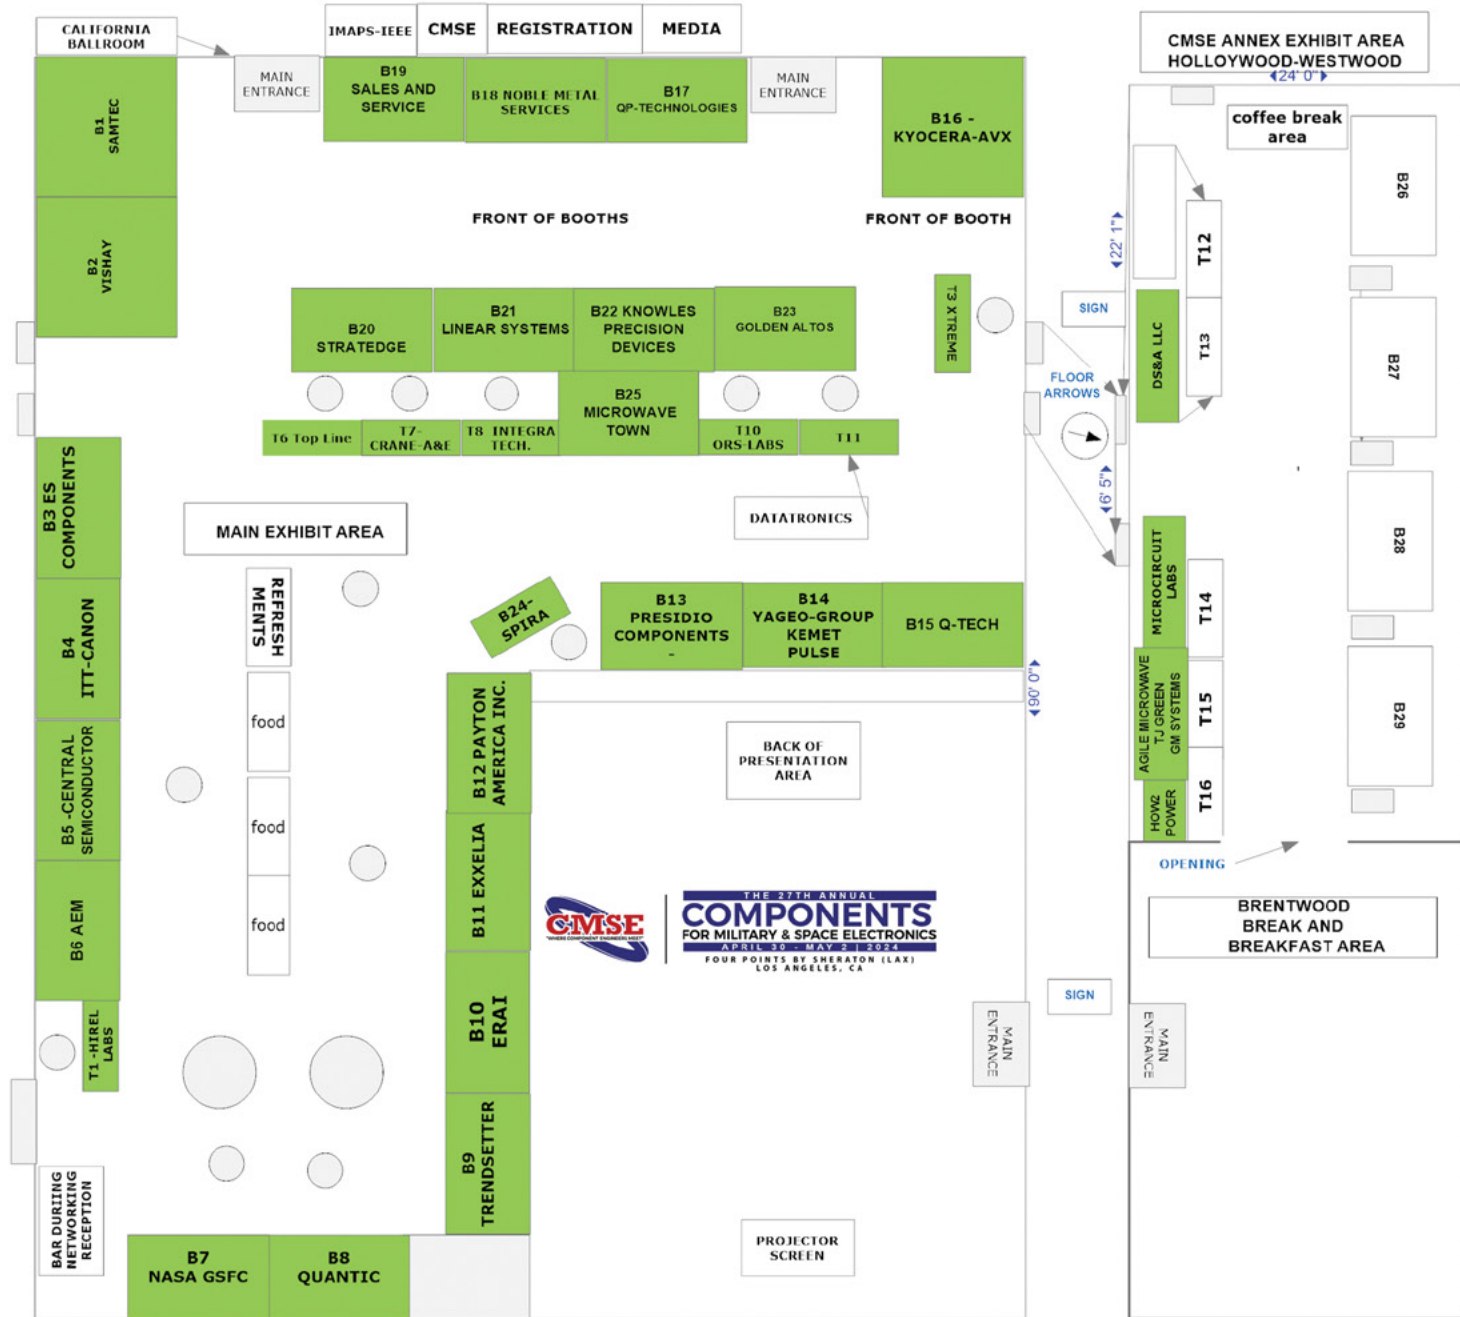 CALIFORNIA
BALLROOM
IMAPS-IEEE
CMSE
REGISTRATION
MEDIA
CMSE ANNEX EXHIBIT AREA
HOLLOYWOOD-WESTWOOD
24' 0"
MAIN
ENTRANCE
B19
SALES AND
SERVICE
B18 NOBLE METAL
SERVICES
B17
QP-TECHNOLOGIES
MAIN
ENTRANCE
B16 -
KYOCERA-AVX
coffee break
area
B1
SAMTEC
B2
VISHAY
FRONT OF BOOTHS
FRONT OF BOOTH
22' 1"
T12
B26
B20
STRATEDGE
B21
LINEAR SYSTEMS
B22 KNOWLES
PRECISION
DEVICES
B23
GOLDEN ALTOS
T3 XTREME
SIGN
DS&A LLC
T13
B27
FLOOR
ARROWS
B25
MICROWAVE
TOWN
T6 Top Line
T7-
CRANE-A&E
T8 INTEGRA
TECH.
T10
ORS-LABS
T11
6' 5"
DATATRONICS
B3 ES
COMPONENTS
MAIN EXHIBIT AREA
B28
MICROCIRCUIT
LABS
T14
REFRESH
MENTS
B4
ITT-CANON
B24-
SPIRA
B13
PRESIDIO
COMPONENTS
-
B14
YAGEO-GROUP
KEMET
PULSE
B15 Q-TECH
90' 0"
AGILE MICROWAVE
TJ GREEN
GM SYSTEMS
T15
B29
food
B12 PAYTON
AMERICA INC.
BACK OF
PRESENTATION
AREA
B5 -CENTRAL
SEMICONDUCTOR
food
HOW2
POWER
T16
OPENING
B11 EXXELIA
B6 AEM
food
CMSE
"WHERE COMPONENT ENGINEERS MEET"
THE 27TH ANNUAL
COMPONENTS
FOR MILITARY & SPACE ELECTRONICS
APRIL 30 - MAY 2 | 2024
FOUR POINTS BY SHERATON (LAX)
LOS ANGELES, CA
BRENTWOOD
BREAK AND
BREAKFAST AREA
B10
ERAI
SIGN
T1 -HIREL
LABS
MAIN
ENTRANCE
MAIN
ENTRANCE
B9
TRENDSETTER
BAR DURIING
NETWORKING
RECEPTION
B7
NASA GSFC
B8
QUANTIC
PROJECTOR
SCREEN